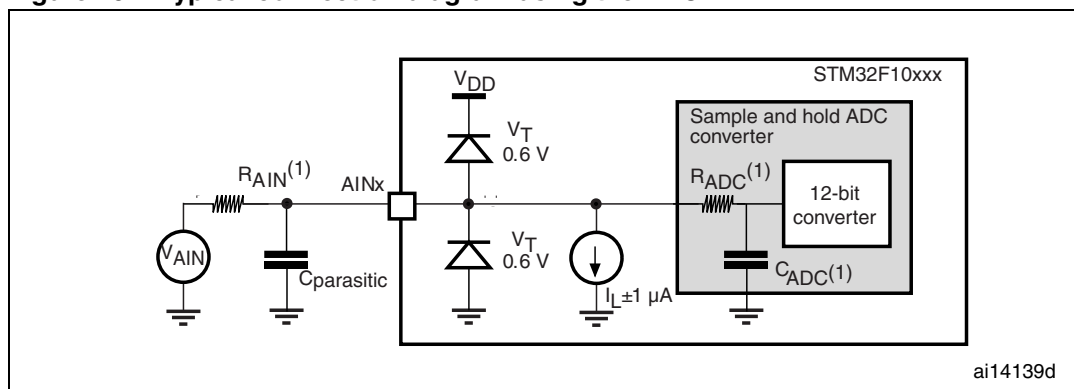 STM32F10xxx
VDD
Sample and hold ADC
converter
VT
0.6 V
RAIN(1)
AINx
RADC(1)
12-bit
converter
VAIN
Cparasitic
VT
0.6 V
IL±1 µA
CADC(1)
ai14139d